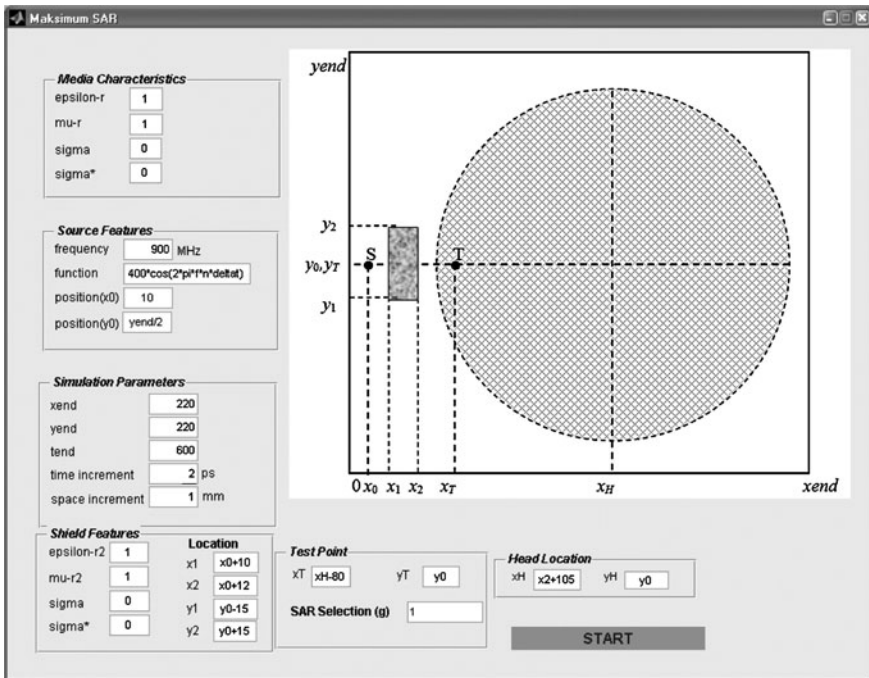 Maksimum SAR
Media Characteristics
epsilon-r 1
mu-r 1
sigma 0
sigma* 0
Source Features
frequency 900 MHz
function 400*cos(2*pi*f*n*deltat)
position(x0) 10
position(y0) yend/2
Simulation Parameters
xend 220
yend 220
tend 600
time increment 2 ps
space increment 1 mm
Shield Features
epsilon-r2 1
mu-r2 1
sigma 0
sigma* 0
Location
x1 x0+10
x2 x0+12
y1 y0-15
y2 y0+15
yend
y2
y0,yT
y1
S
T
0 x0 x1 x2 xT xH xend
Test Point
xT xH-80 yT y0
SAR Selection (g) 1
Head Location
xH x2+105 yH y0
START